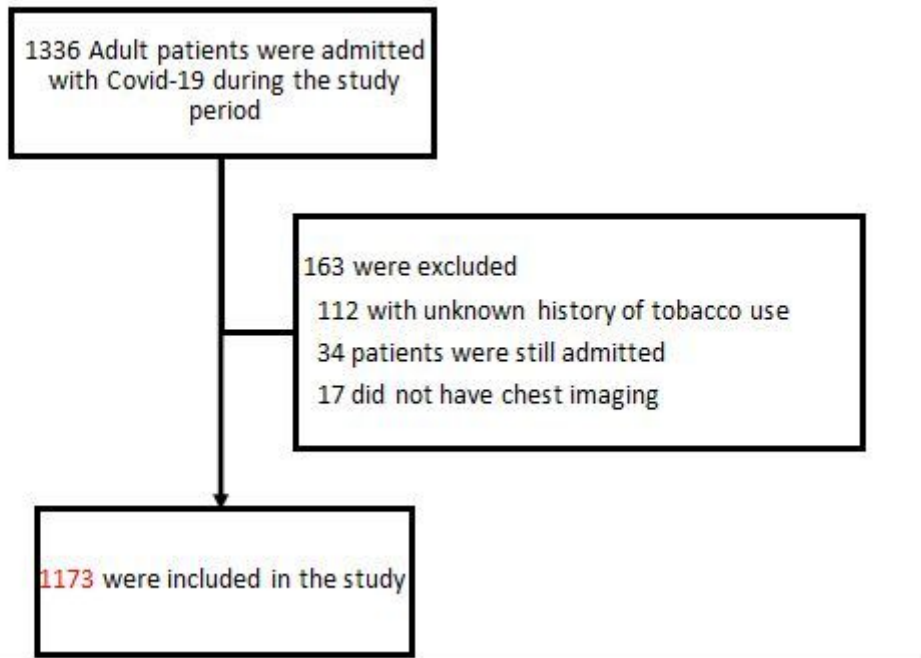 1336 Adult patients were admitted
with Covid-19 during the study
period
163 were excluded
112 with unknown history of tobacco use
34 patients were still admitted
17 did not have chest imaging
1173 were included in the study